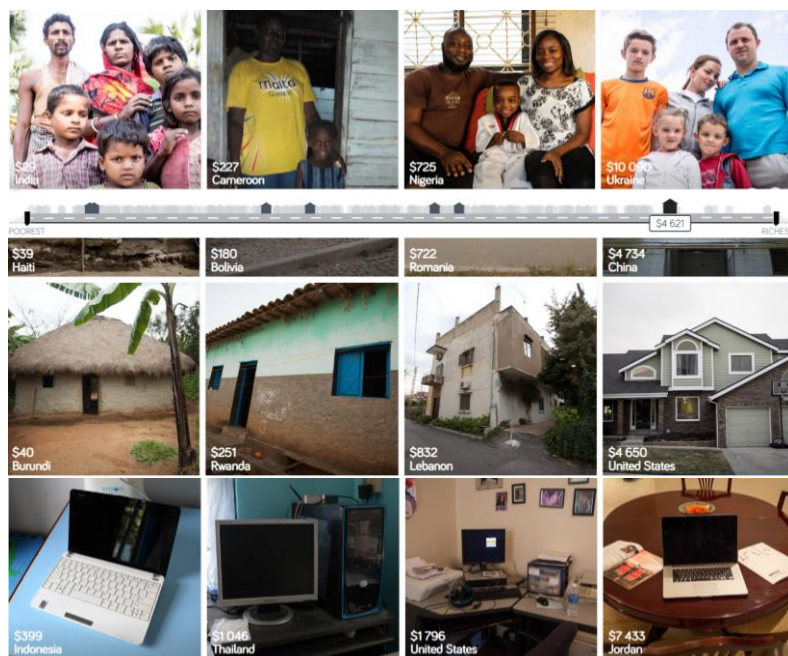 malta
$29
India
$227
Cameroon
$725
Nigeria
$10 090
Ukraine
$4 621
POOREST
RICHES
$39
Haiti
$180
Bolivia
$722
Romania
$4 734
China
$40
Burundi
$251
Rwanda
$832
Lebanon
$4 650
United States
$399
Indonesia
$1 046
Thailand
$1 796
United States
$7 433
Jordan